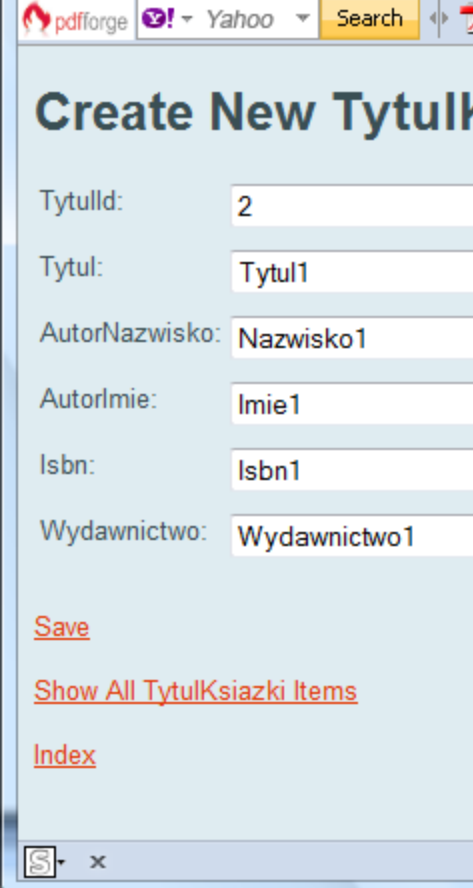 pdfforge Y! Yahoo Search
Create New Tytul
TytulId: 2
Tytul: Tytul1
AutorNazwisko: Nazwisko1
AutorImie: Imie1
Isbn: Isbn1
Wydawnictwo: Wydawnictwo1
Save
Show All TytulKsiazki Items
Index
S